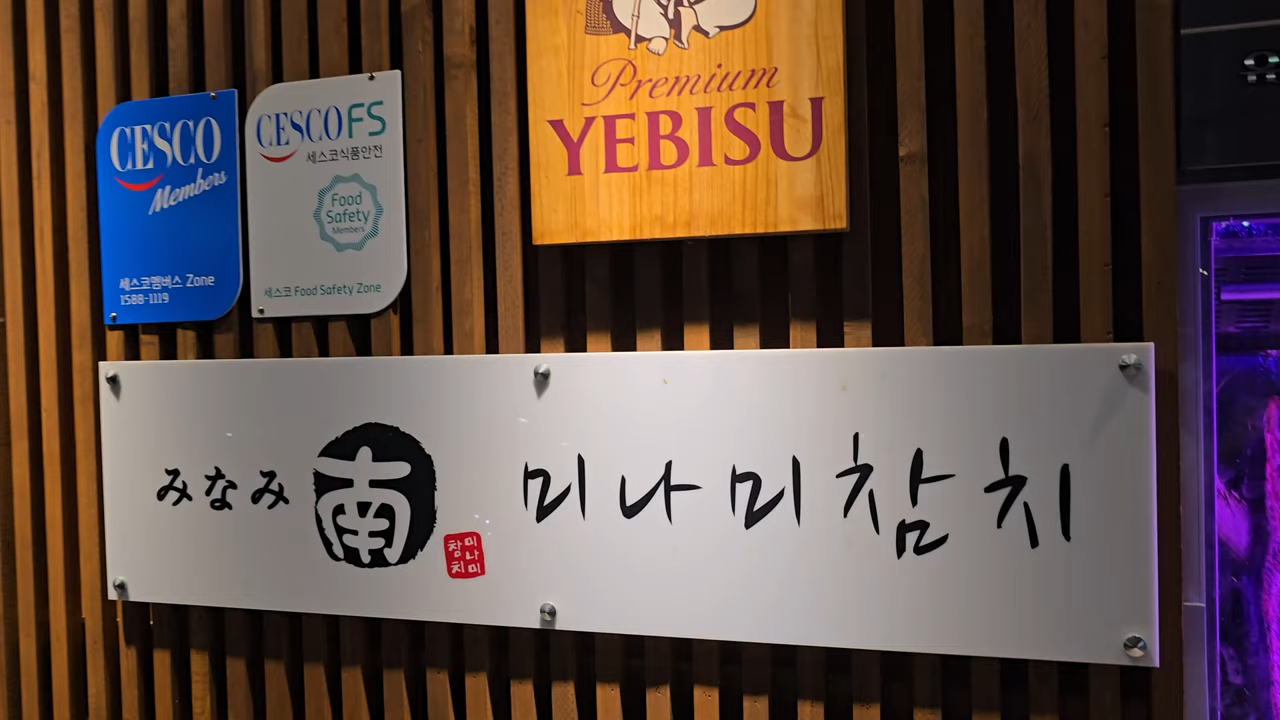 Premium
YEBISU
CESCO
Members
세스코멤버스 Zone
1588-1119
CESCO FS
세스코식품안전
Food
Safety
Members
세스코 Food Safety Zone
みなみ 南 미나미참치
미나미
참치